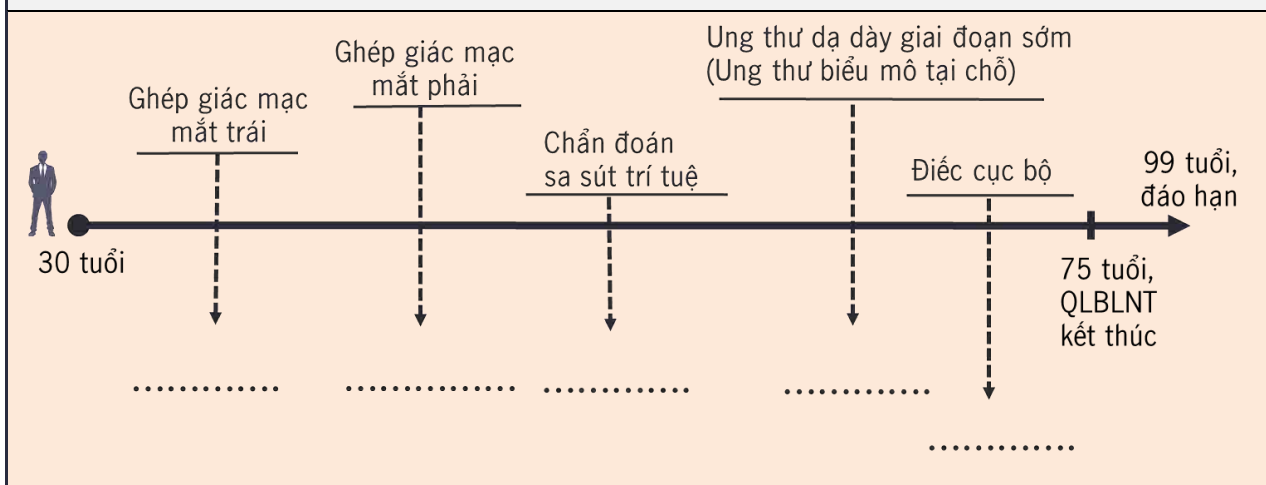 Ghép giác mạc
mắt trái
Ghép giác mạc
mắt phải
Chẩn đoán
sa sút trí tuệ
Ung thư dạ dày giai đoạn sớm
(Ung thư biểu mô tại chỗ)
Điếc cục bộ
99 tuổi,
đáo hạn
30 tuổi
75 tuổi,
QLBLNT
kết thúc